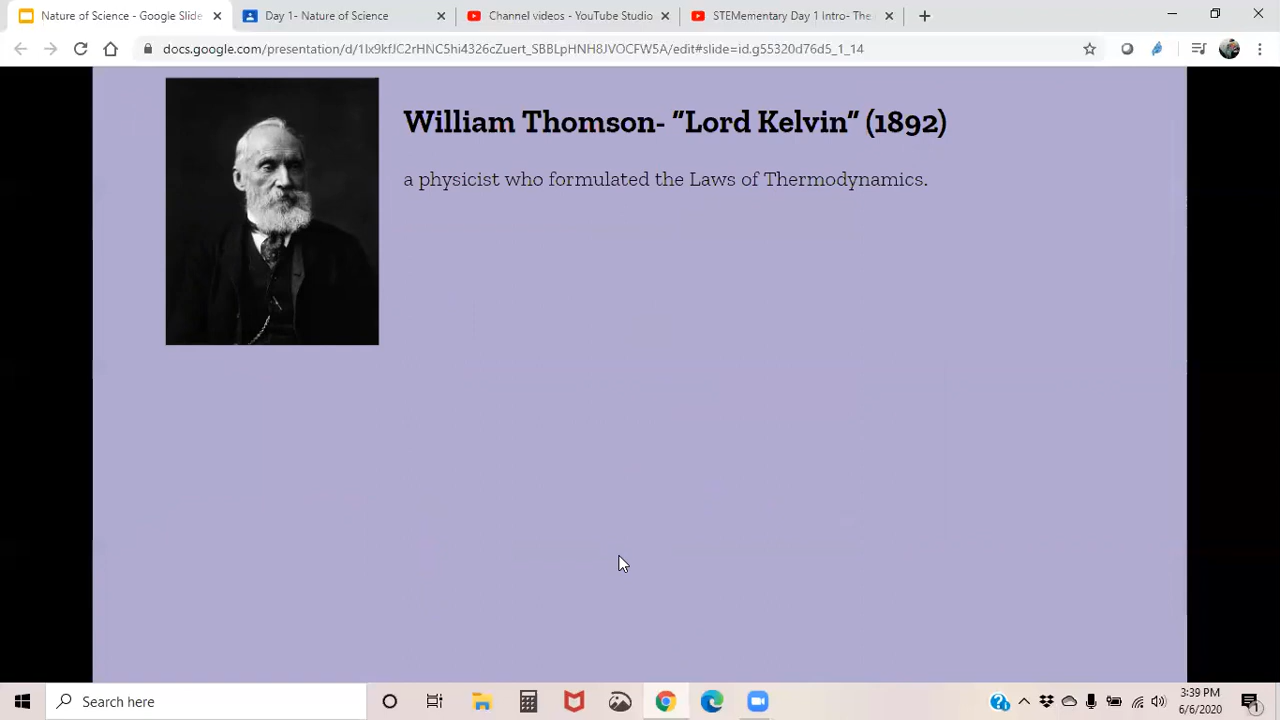 Nature of Science - Google Slide
Day 1 - Nature of Science
Channel videos - YouTube Studio
STEMementary Day 1 Intro- The
docs.google.com/presentation/d/1Ix9kfJC2rHNC5hi4326cZuerf_SBBLpHNH8JVOCFW5A/edit#slide=id.g55320d76d5_1_14
William Thomson- "Lord Kelvin" (1892)
a physicist who formulated the Laws of Thermodynamics.
Search here
3:39 PM
6/6/2020